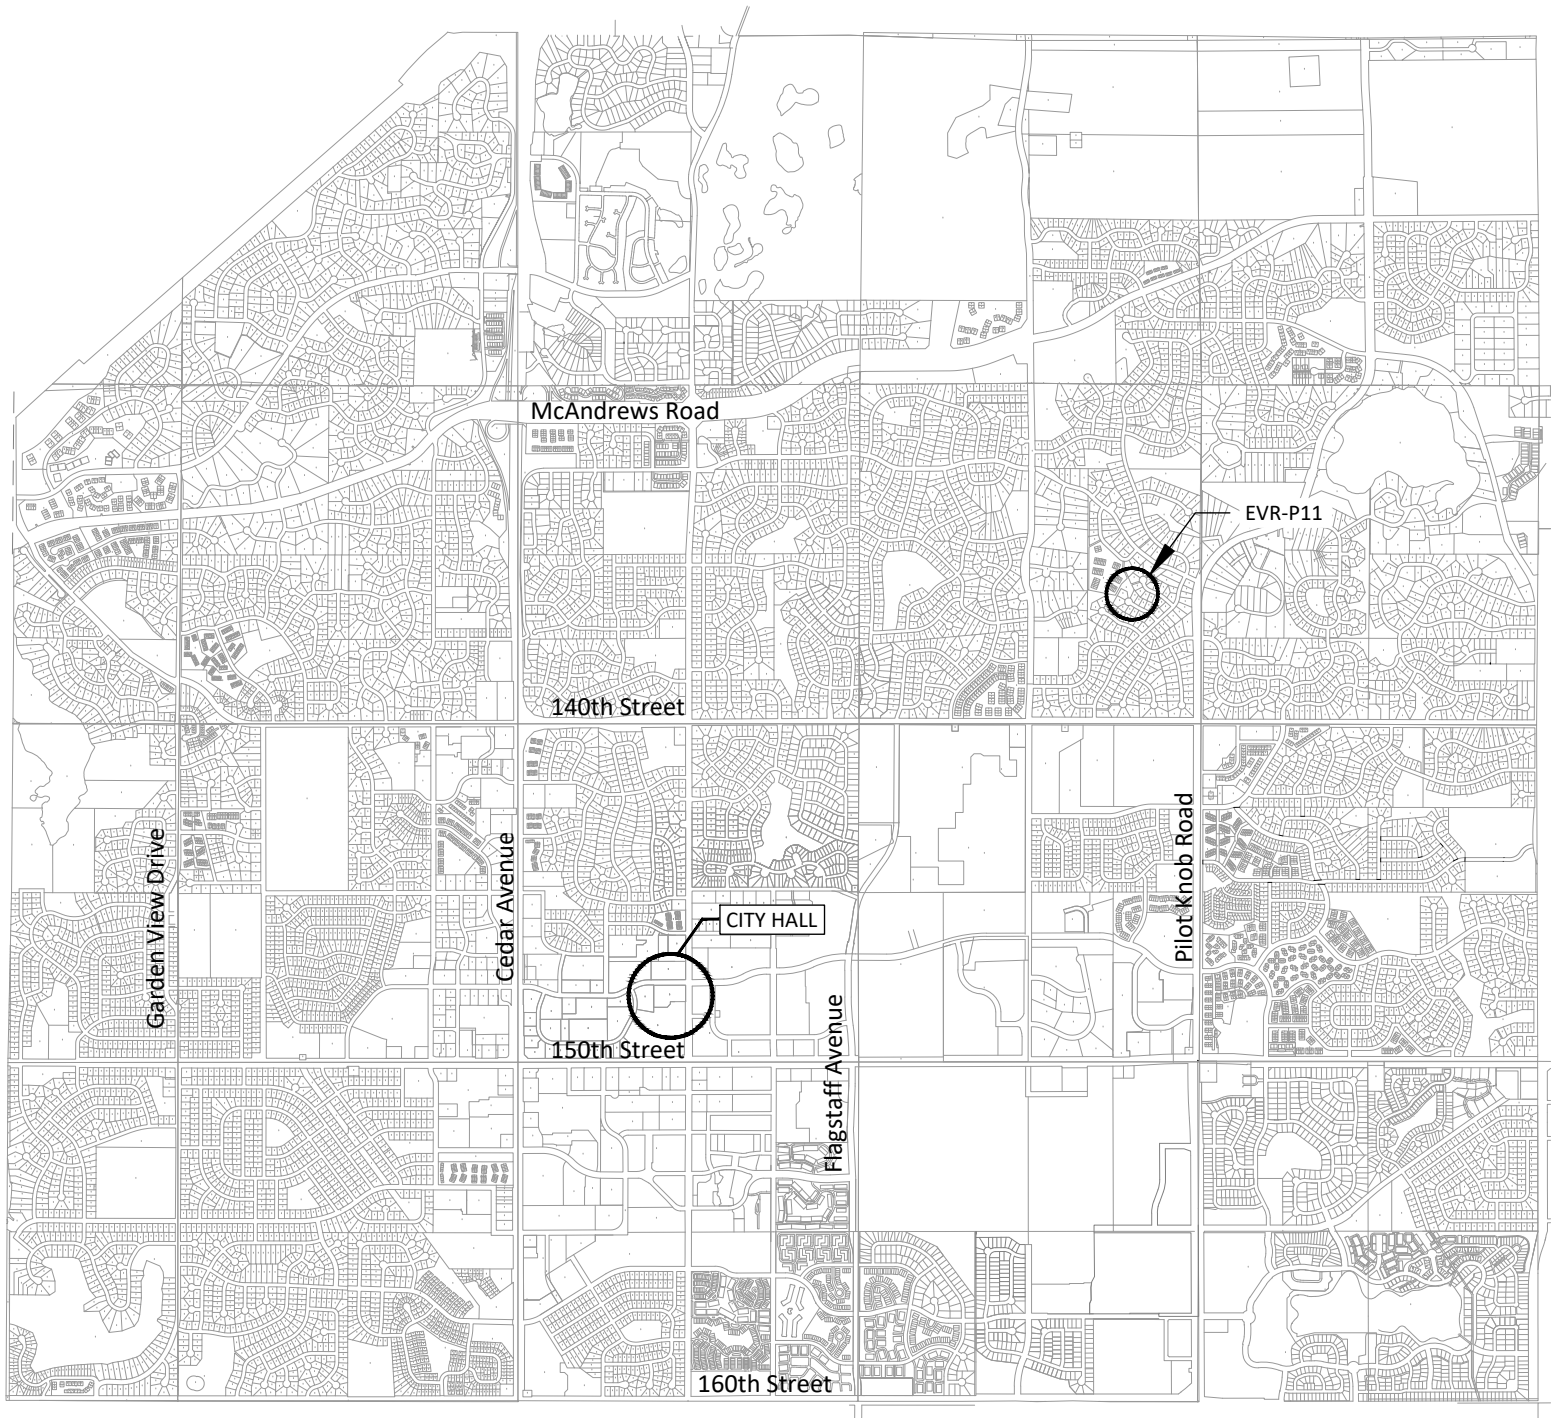 McAndrews Road
EVR-P11
140th Street
Garden View Drive
Cedar Avenue
Pilot Knob Road
CITY HALL
Flagstaff Avenue
150th Street
160th Street